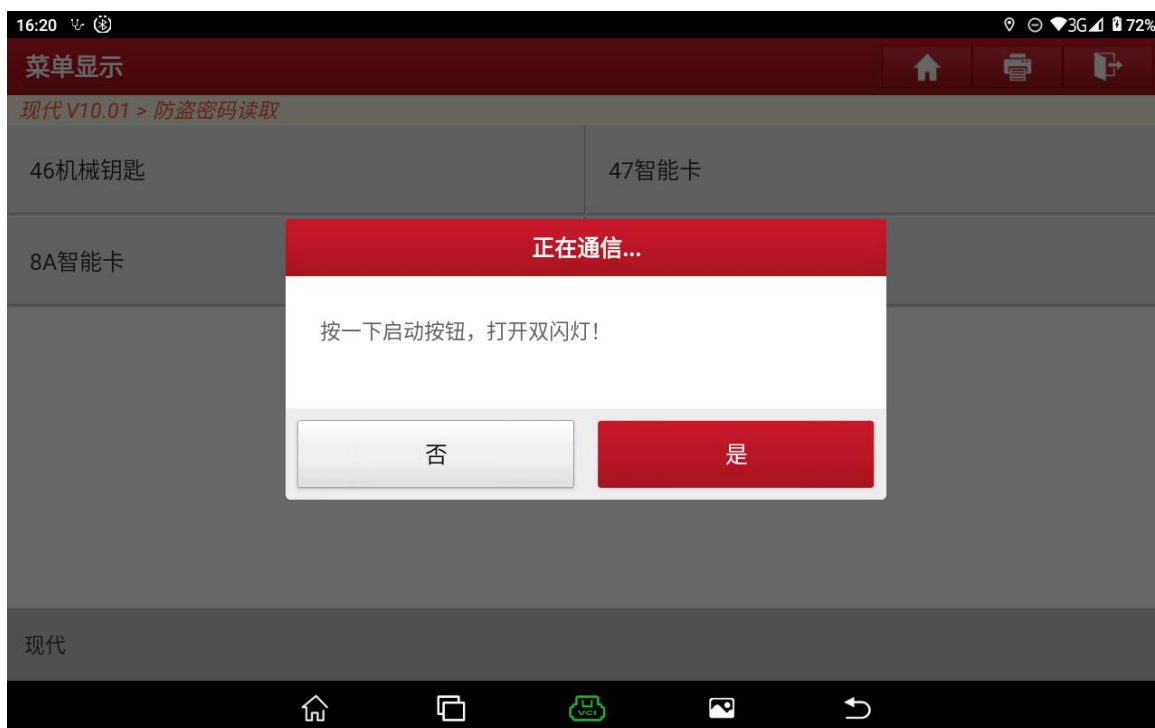 16:20
3G 72%
菜单显示
现代 V10.01 > 防盗密码读取
46机械钥匙
47智能卡
8A智能卡
正在通信...
按一下启动按钮，打开双闪灯！
否
是
现代
VCI